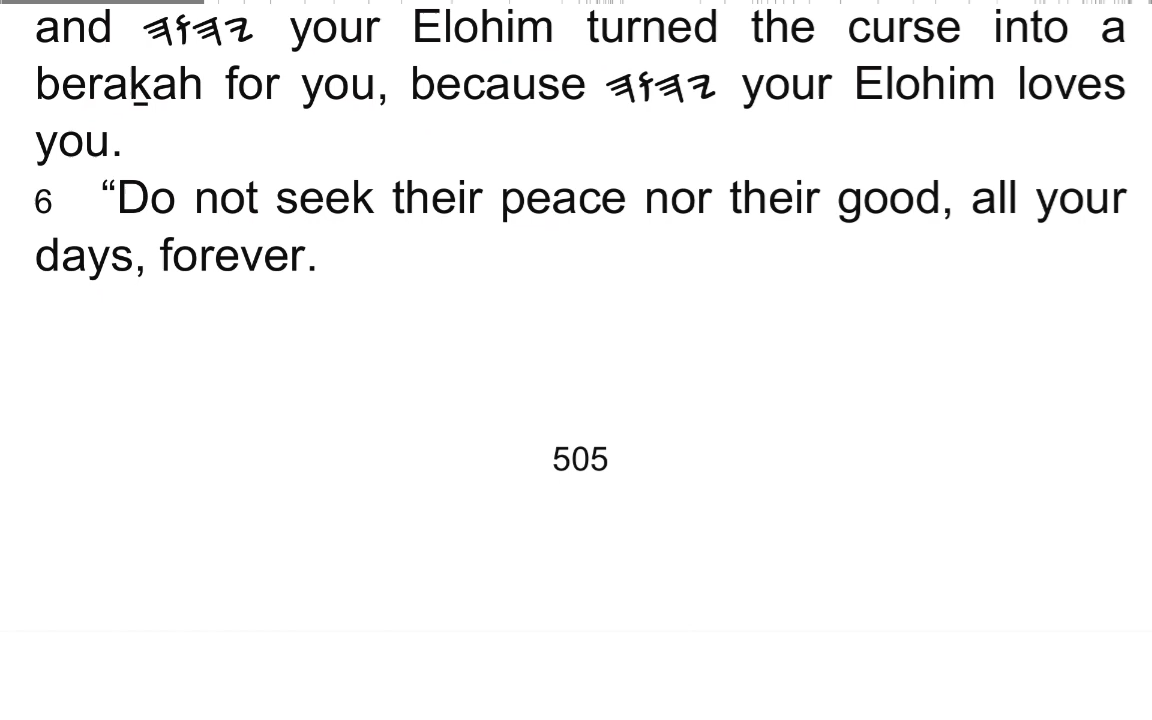 and 𐤉𐤄𐤅𐤄 your Elohim turned the curse into a
beraḵah for you, because 𐤉𐤄𐤅𐤄 your Elohim loves
you.
6 “Do not seek their peace nor their good, all your
days, forever.
505